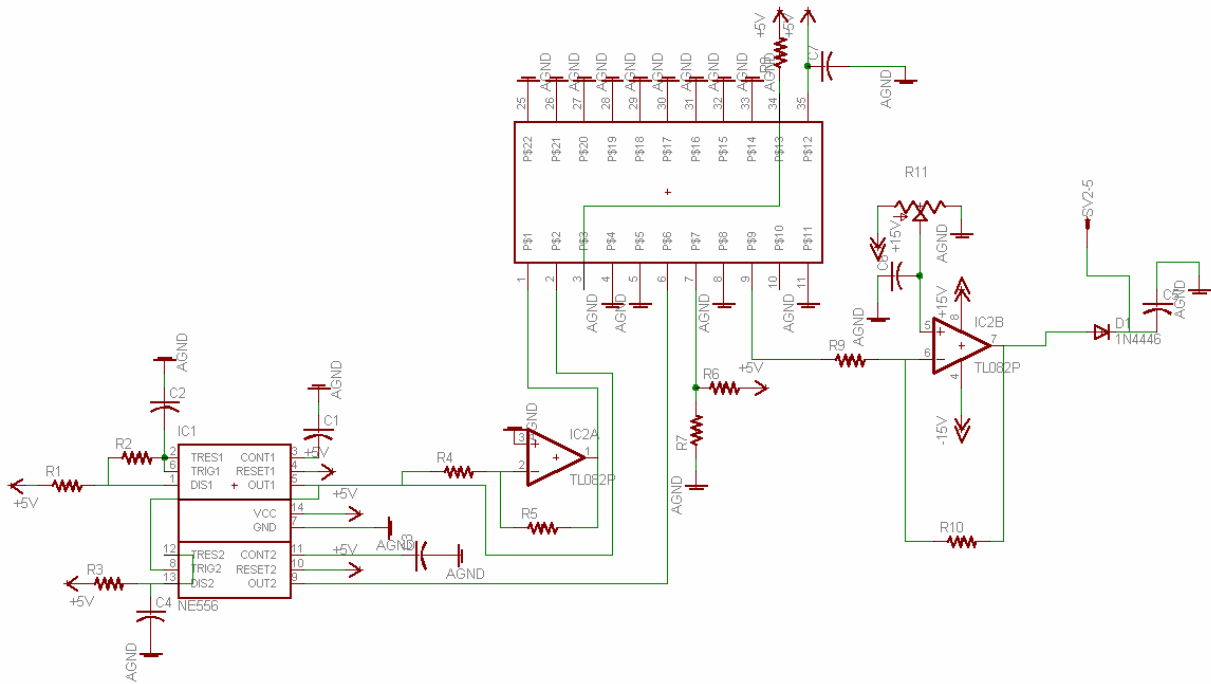 +5V
+5V
R8
C7
AGND
AGND
AGND
AGND
AGND
AGND
AGND
AGND
AGND
AGND
25
26
27
28
29
30
31
32
33
34
35
P$22
P$21
P$20
P$19
P$18
P$17
P$16
P$15
P$14
P$13
P$12
P$1
P$2
P$3
P$4
P$5
P$6
P$7
P$8
P$9
P$10
P$11
1
2
3
4
5
6
7
8
9
10
11
AGND
AGND
AGND
AGND
AGND
R11
+15V
AGND
C6
+15V
8
IC2B
5
6
7
4
TL082P
-15V
R9
R10
SV2-5
D1
1N4446
AGND
R6
+5V
R7
AGND
AGND
C2
AGND
C1
IC1
+5V
R2
R1
+5V
2
TRES1
CONT1
3
6
TRIG1
RESET1
4
1
DIS1
OUT1
5
+5V
VCC
14
GND
7
AGND
12
TRES2
CONT2
11
8
TRIG2
RESET2
10
13
DIS2
OUT2
9
+5V
AGND
NE556
R3
+5V
C4
AGND
AGND
3
2
1
IC2A
TL082P
R4
R5